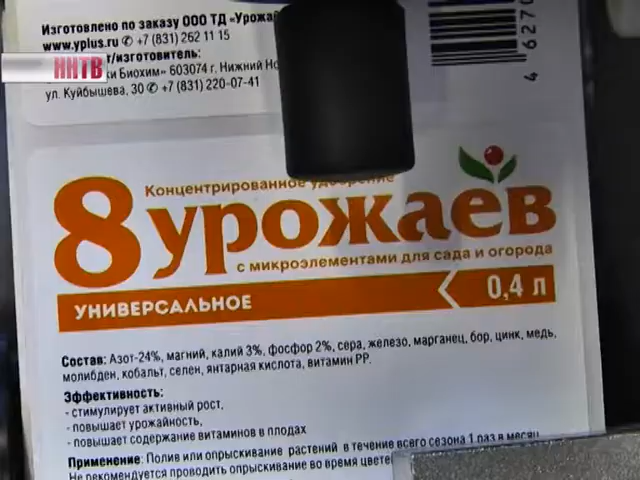 Изготовлено по заказу ООО ТД
www.yplus.ru ✆ +7 (831) 262 11 15
/изготовитель:
ННТВ
ки Биохим» 603074 г. Нижний
ул. Куйбышева, 30 ✆ +7 (831) 220-07-41
4 627
Концентрированное удобрение
8 урожаев
с микроэлементами для сада и огорода
УНИВЕРСАЛЬНОЕ
0,4 л
Состав: Азот-24%, магний, калий 3%, фосфор 2%, сера, железо, марганец, бор, цинк, медь,
молибден, кобальт, селен, янтарная кислота, витамин РР.
Эффективность:
- стимулирует активный рост,
- повышает урожайность,
- повышает содержание витаминов в плодах
Применение: Полив или опрыскивание растений в течение всего сезона 1 раз в месяц
Не рекомендуется проводить опрыскивание во время